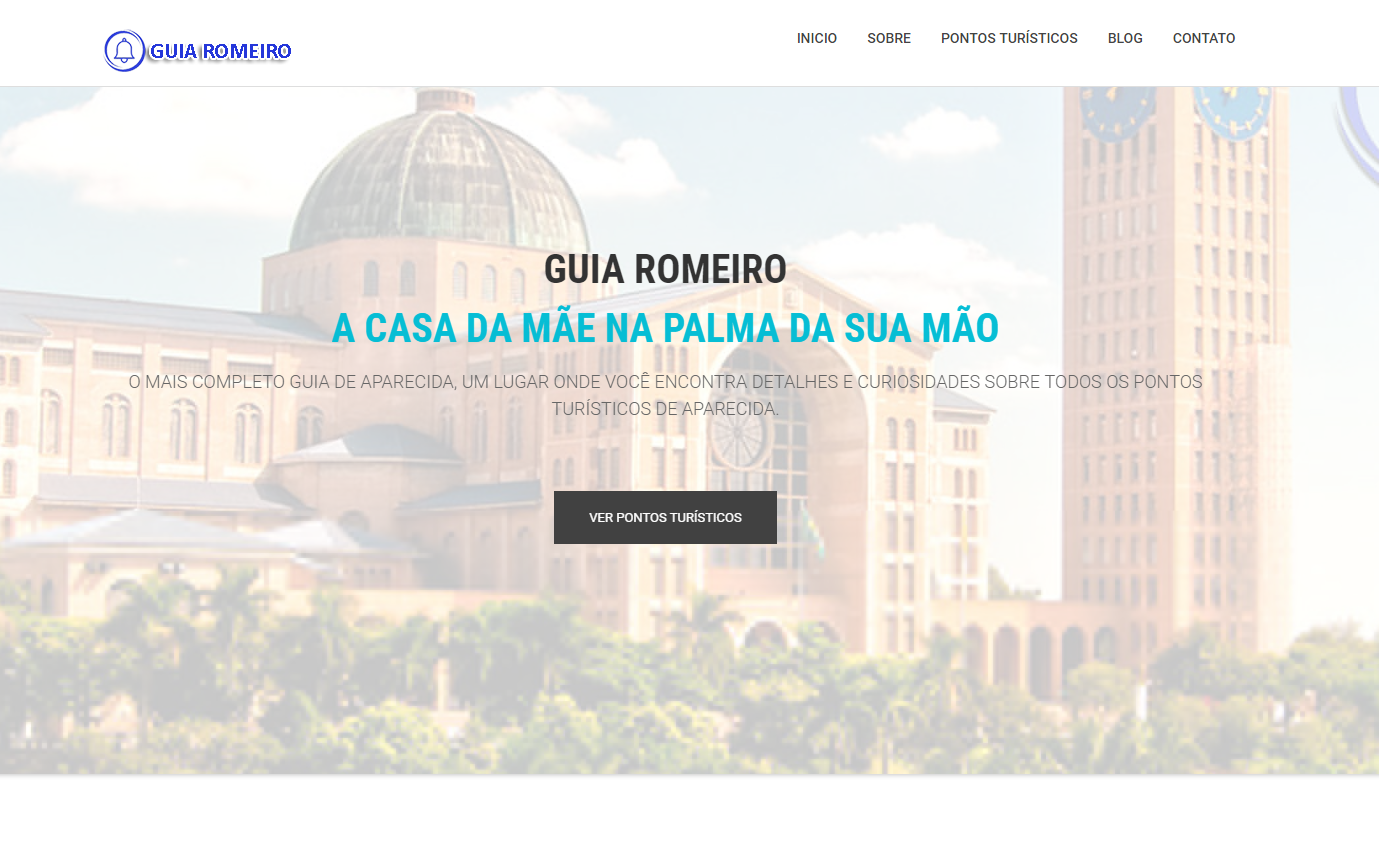 GUIA ROMEIRO
INICIO SOBRE PONTOS TURÍSTICOS BLOG CONTATO
GUIA ROMEIRO
A CASA DA MÃE NA PALMA DA SUA MÃO
O MAIS COMPLETO GUIA DE APARECIDA, UM LUGAR ONDE VOCÊ ENCONTRA DETALHES E CURIOSIDADES SOBRE TODOS OS PONTOS
TURÍSTICOS DE APARECIDA.
VER PONTOS TURÍSTICOS